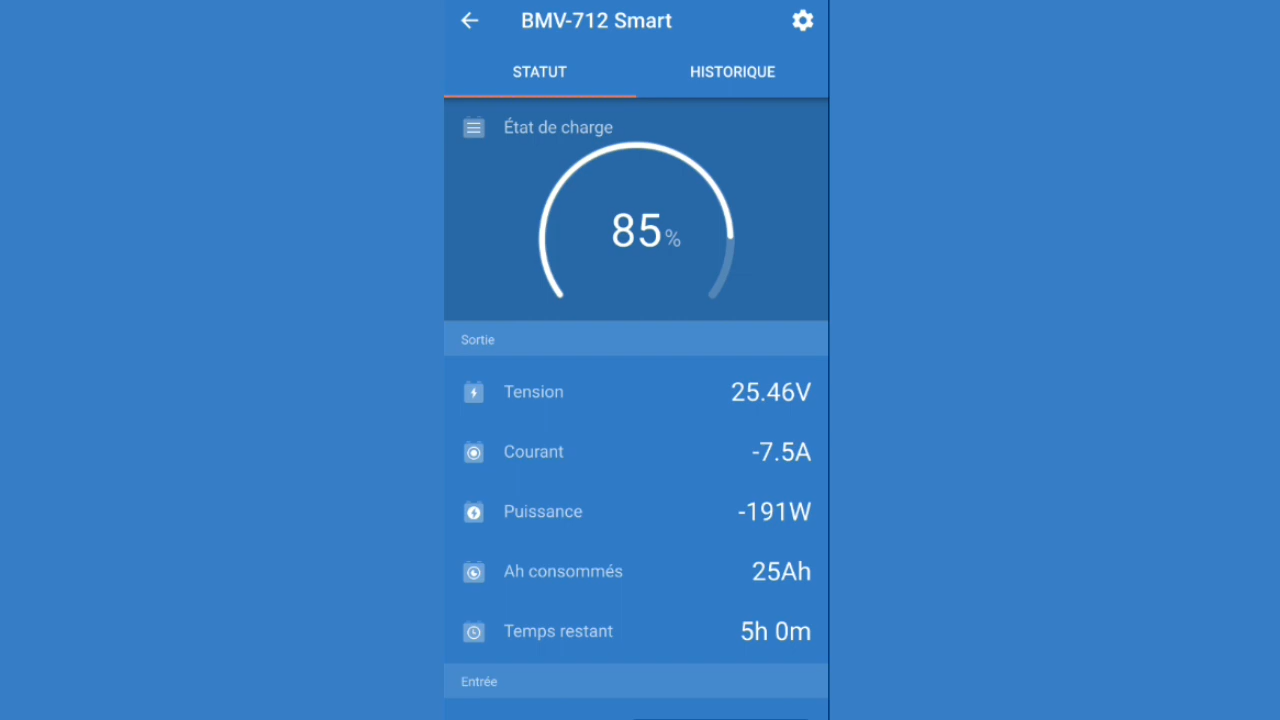 BMV-712 Smart
STATUT HISTORIQUE
État de charge
85%
Sortie
Tension 25.46V
Courant -7.5A
Puissance -191W
Ah consommés 25Ah
Temps restant 5h 0m
Entrée